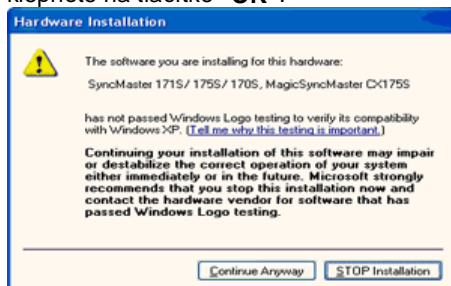 klepnete na tlačítko "OK".
Hardware Installation
The software you are installing for this hardware:
SyncMaster 171S/ 175S/ 170S, MagicSyncMaster CX175S
has not passed Windows Logo testing to verify its compatibility
with Windows XP. (Tell me why this testing is important.)
Continuing your installation of this software may impair
or destabilize the correct operation of your system
either immediately or in the future. Microsoft strongly
recommends that you stop this installation now and
contact the hardware vendor for software that has
passed Windows Logo testing.
Continue Anyway STOP Installation